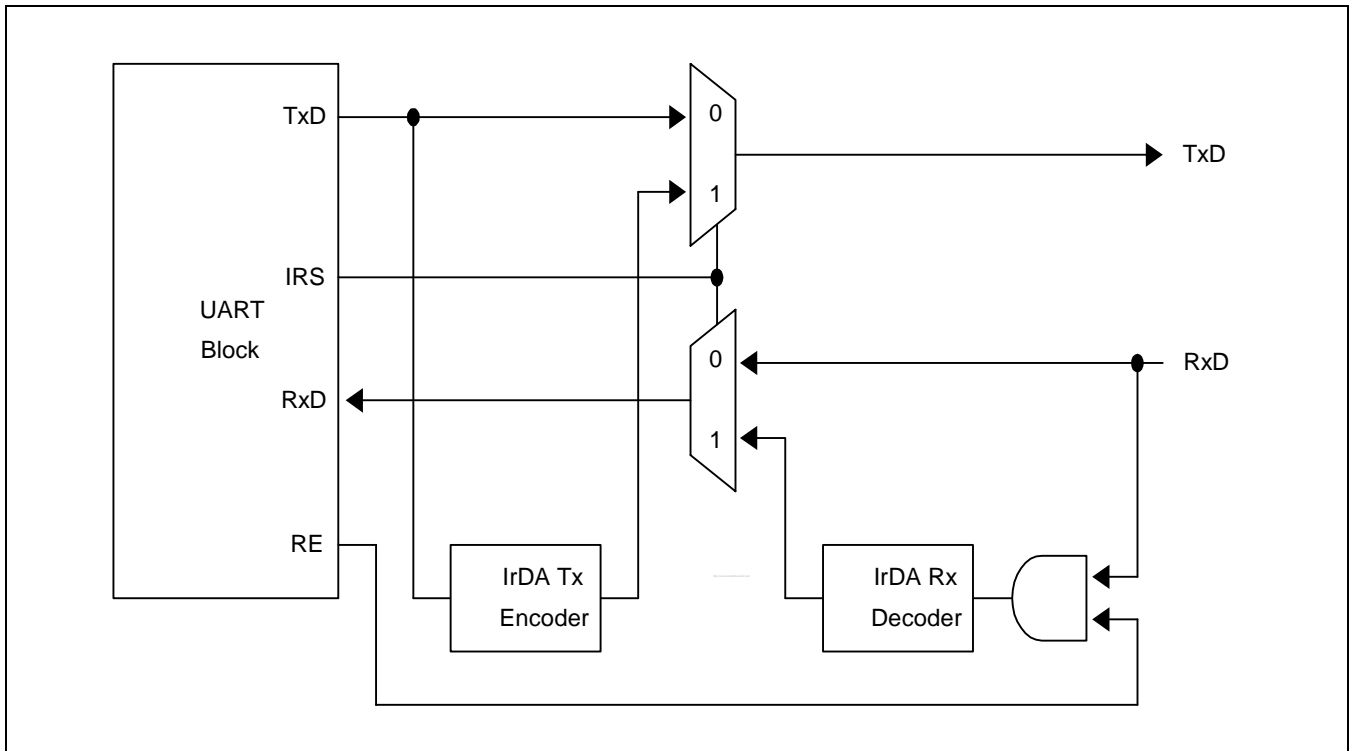 TxD
0
TxD
1
IRS
UART
Block
0
RxD
RxD
1
RE
IrDA Tx
Encoder
IrDA Rx
Decoder